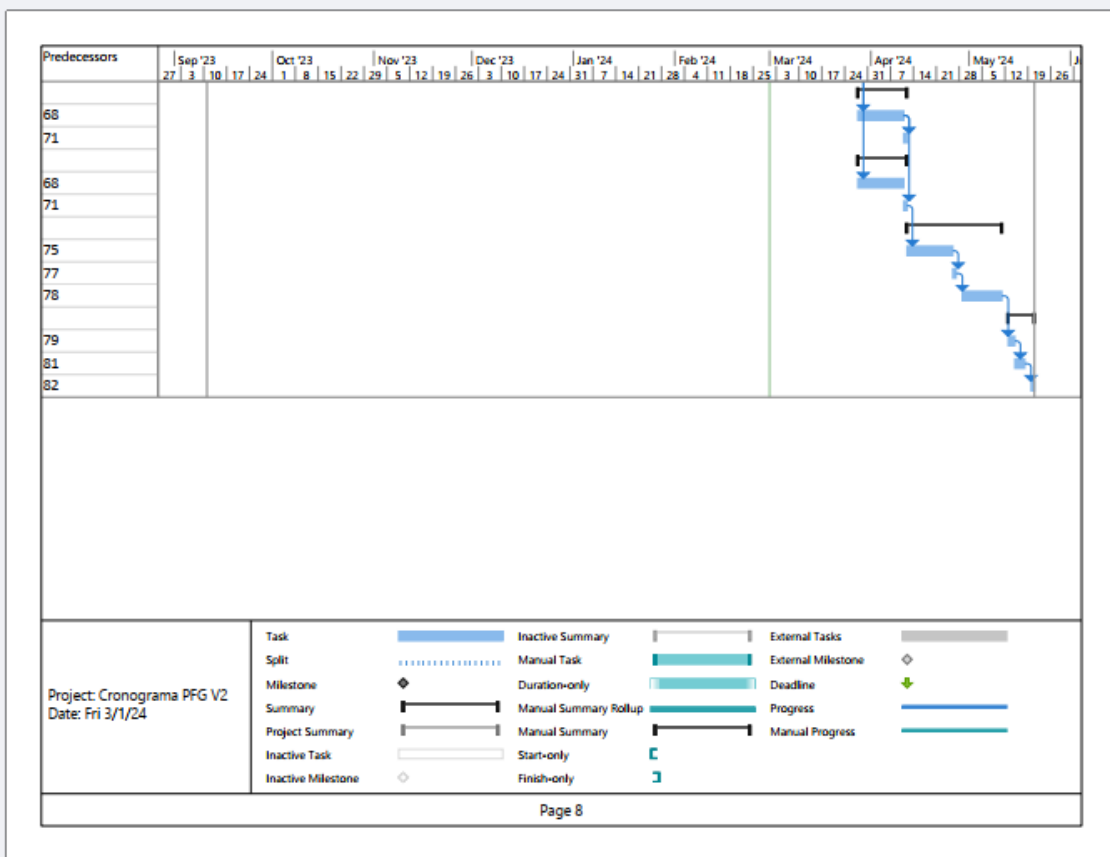 Predecessors
Sep '23 Oct '23 Nov '23 Dec '23 Jan '24 Feb '24 Mar '24 Apr '24 May '24
27 3 10 17 24 1 8 15 22 29 5 12 19 26 3 10 17 24 31 7 14 21 28 4 11 18 25 3 10 17 24 31 7 14 21 28 5 12 19 26
68
71
68
71
75
77
78
79
81
82
Project: Cronograma PFG V2
Date: Fri 3/1/24
Task Inactive Summary External Tasks
Split Manual Task External Milestone
Milestone Duration-only Deadline
Summary Manual Summary Rollup Progress
Project Summary Manual Summary Manual Progress
Inactive Task Start-only
Inactive Milestone Finish-only
Page 8